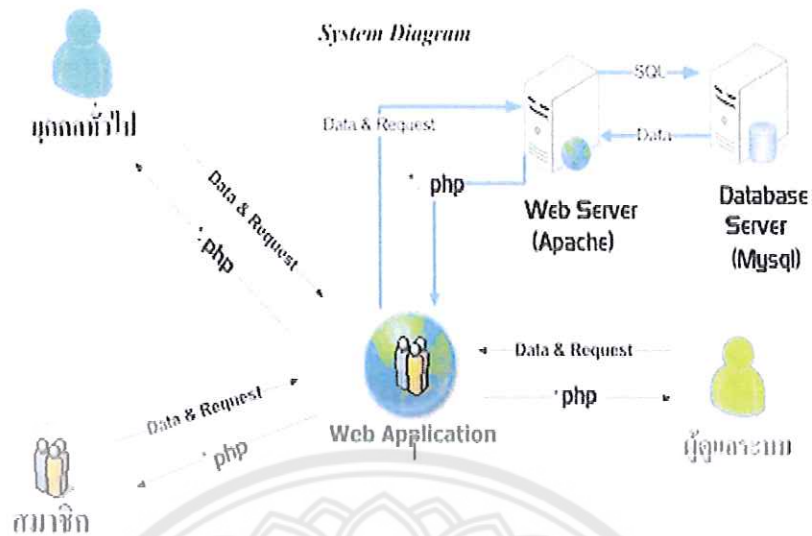 System Diagram
SQL
Data & Request
Data
บุคคลทั่วไป
*.php
Web Server
(Apache)
Database
Server
(Mysql)
Data & Request
*.php
Data & Request
*.php
Data & Request
*.php
Web Application
ผู้ดูแลระบบ
สมาชิก